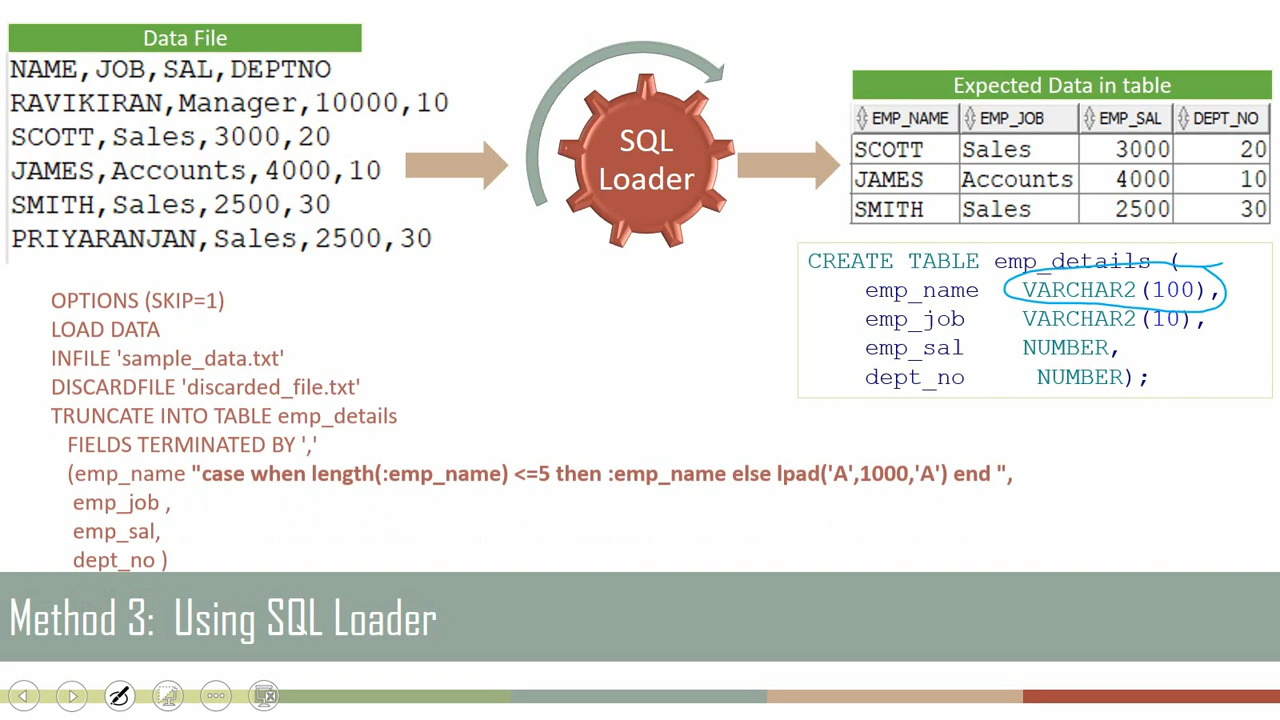 Data File
NAME,JOB,SAL,DEPTNO
RAVIKIRAN,Manager,10000,10
SCOTT,Sales,3000,20
JAMES,Accounts,4000,10
SMITH,Sales,2500,30
PRIYARANJAN,Sales,2500,30
SQL
Loader
Expected Data in table
EMP_NAME EMP_JOB EMP_SAL DEPT_NO
SCOTT Sales 3000 20
JAMES Accounts 4000 10
SMITH Sales 2500 30
CREATE TABLE emp_details (
emp_name VARCHAR2(100),
emp_job VARCHAR2(10),
emp_sal NUMBER,
dept_no NUMBER);
OPTIONS (SKIP=1)
LOAD DATA
INFILE 'sample_data.txt'
DISCARDFILE 'discarded_file.txt'
TRUNCATE INTO TABLE emp_details
FIELDS TERMINATED BY ','
(emp_name "case when length(:emp_name) <=5 then :emp_name else lpad('A',1000,'A') end ",
emp_job ,
emp_sal,
dept_no )
Method 3: Using SQL Loader